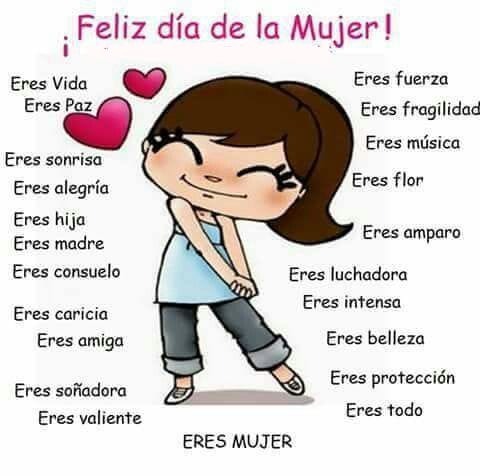 ¡Feliz día de la Mujer!
Eres Vida
Eres Paz
Eres sonrisa
Eres alegría
Eres hija
Eres madre
Eres consuelo
Eres caricia
Eres amiga
Eres soñadora
Eres valiente
Eres fuerza
Eres fragilidad
Eres música
Eres flor
Eres amparo
Eres luchadora
Eres intensa
Eres belleza
Eres protección
Eres todo
ERES MUJER